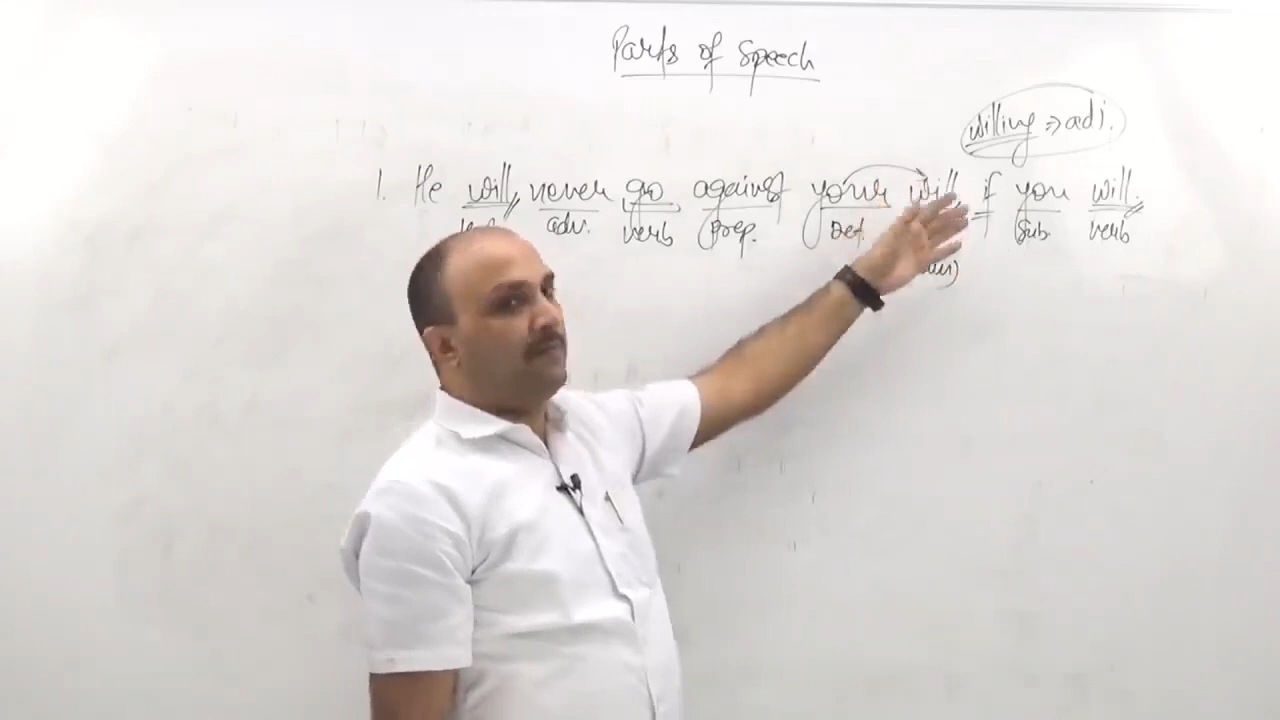 Parts of Speech
willing => adj.
1. He will never go against your will, if you will.
adv. verb (prep. Det. Sub. verb